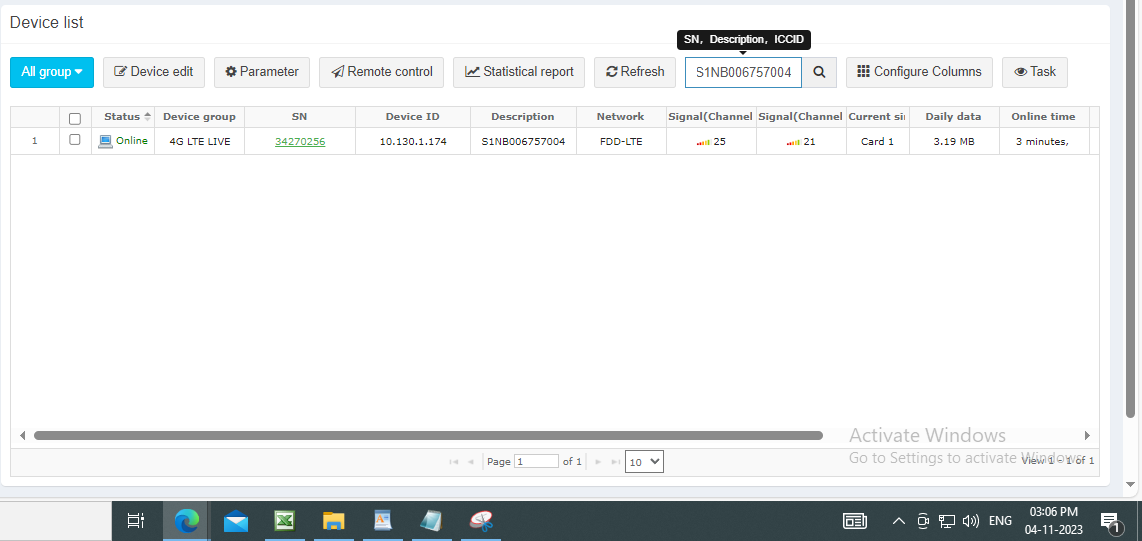 Device list
SN, Description, ICCID
All group Device edit Parameter Remote control Statistical report Refresh S1NB006757004 Configure Columns Task
Status Device group SN Device ID Description Network Signal(Channel Signal(Channel Current si Daily data Online time
1 Online 4G LTE LIVE 34270256 10.130.1.174 S1NB006757004 FDD-LTE 25 21 Card 1 3.19 MB 3 minutes,
Activate Windows
Go to Settings to activate Windows.
Page 1 of 1 10 View 1 - 1 of 1
ENG 03:06 PM
04-11-2023 1